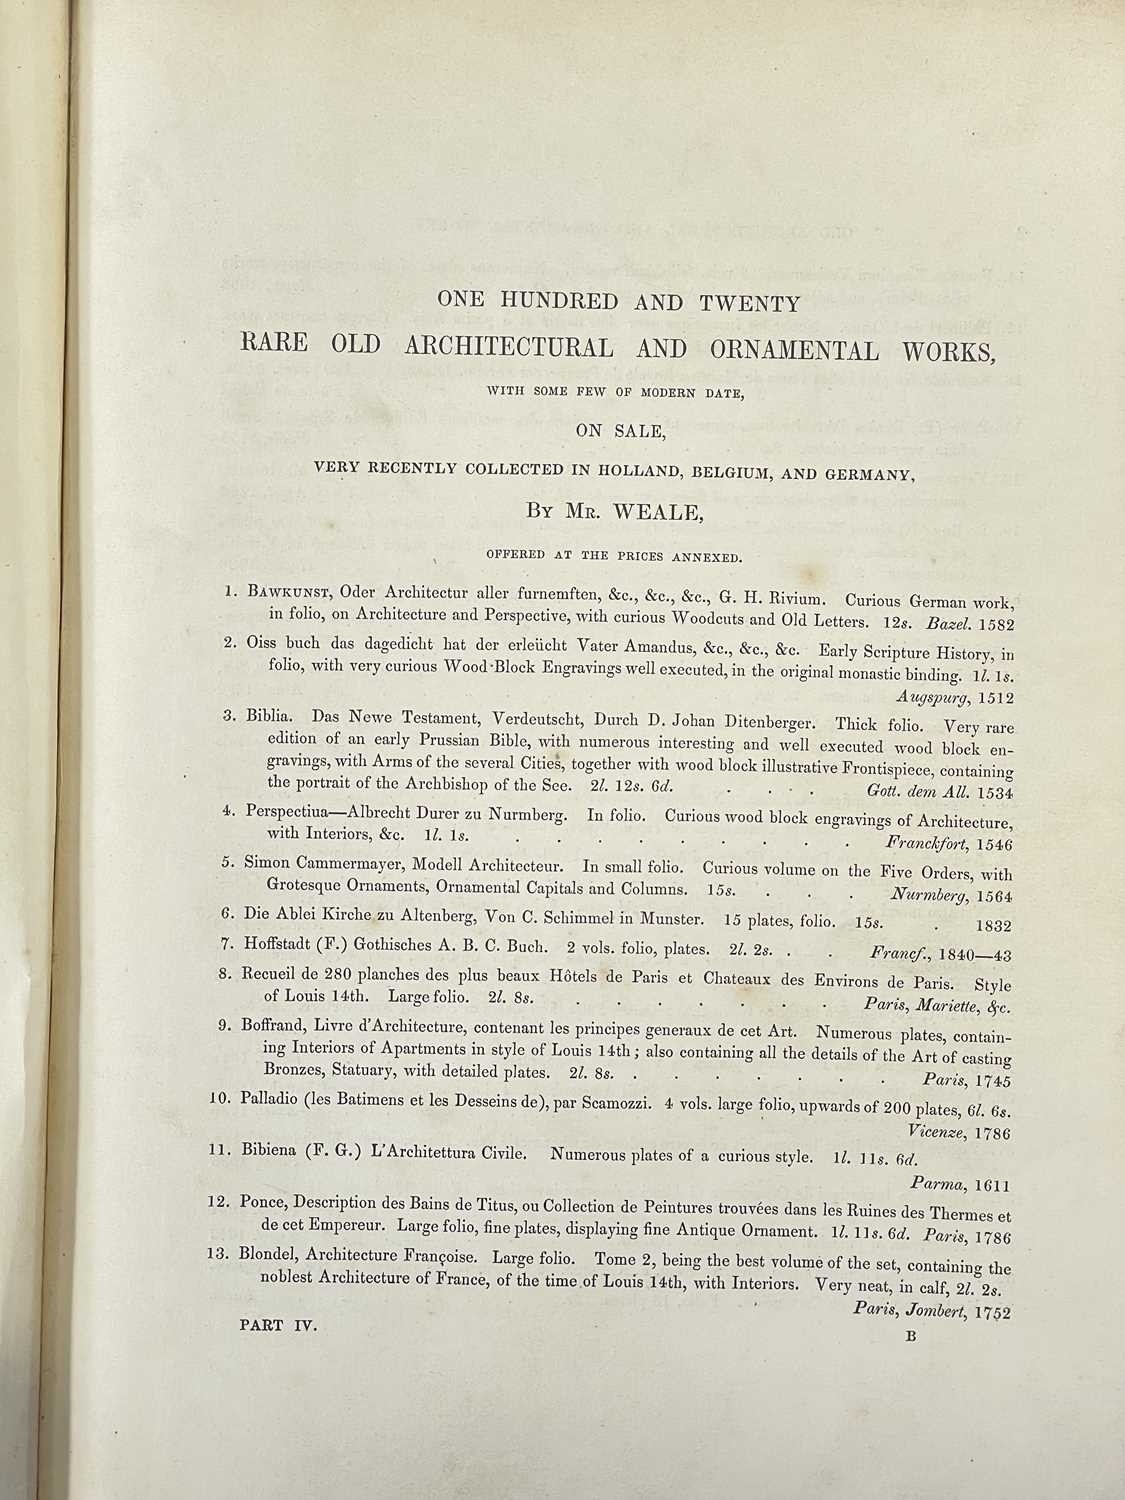 ONE HUNDRED AND TWENTY
RARE OLD ARCHITECTURAL AND ORNAMENTAL WORKS,
WITH SOME FEW OF MODERN DATE,
ON SALE,
VERY RECENTLY COLLECTED IN HOLLAND, BELGIUM, AND GERMANY,
By Mr. WEALE,
OFFERED AT THE PRICES ANNEXED.
1. Bawkunst, Oder Architectur aller furnemften, &c., &c., &c., G. H. Rivium. Curious German work,
in folio, on Architecture and Perspective, with curious Woodcuts and Old Letters. 12s. Bazel. 1582
2. Oiss buch das dagedicht hat der erleücht Vater Amandus, &c., &c., &c. Early Scripture History, in
folio, with very curious Wood-Block Engravings well executed, in the original monastic binding. 1l. 1s.
Augspurg, 1512
3. Biblia. Das Newe Testament, Verdeutscht, Durch D. Johan Ditenberger. Thick folio. Very rare
edition of an early Prussian Bible, with numerous interesting and well executed wood block en-
gravings, with Arms of the several Cities, together with wood block illustrative Frontispiece, containing
the portrait of the Archbishop of the See. 2l. 12s. 6d. . . . . Gott. dem All. 1534
4. Perspectiua—Albrecht Durer zu Nurmberg. In folio. Curious wood block engravings of Architecture,
with Interiors, &c. 1l. 1s. . . . . . . . . . Franckfort, 1546
5. Simon Cammermayer, Modell Architecteur. In small folio. Curious volume on the Five Orders, with
Grotesque Ornaments, Ornamental Capitals and Columns. 15s. . . . Nurmberg, 1564
6. Die Ablei Kirche zu Altenberg, Von C. Schimmel in Munster. 15 plates, folio. 15s. . 1832
7. Hoffstadt (F.) Gothisches A. B. C. Buch. 2 vols. folio, plates. 2l. 2s. . . Francf., 1840—43
8. Recueil de 280 planches des plus beaux Hôtels de Paris et Chateaux des Environs de Paris. Style
of Louis 14th. Large folio. 2l. 8s. . . . . . . . Paris, Mariette, &c.
9. Boffrand, Livre d'Architecture, contenant les principes generaux de cet Art. Numerous plates, contain-
ing Interiors of Apartments in style of Louis 14th; also containing all the details of the Art of casting
Bronzes, Statuary, with detailed plates. 2l. 8s. . . . . . . . Paris, 1745
10. Palladio (les Batimens et les Desseins de), par Scamozzi. 4 vols. large folio, upwards of 200 plates, 6l. 6s.
Vicenze, 1786
11. Bibiena (F. G.) L'Architettura Civile. Numerous plates of a curious style. 1l. 11s. 6d.
Parma, 1611
12. Ponce, Description des Bains de Titus, ou Collection de Peintures trouvées dans les Ruines des Thermes et
de cet Empereur. Large folio, fine plates, displaying fine Antique Ornament. 1l. 11s. 6d. Paris, 1786
13. Blondel, Architecture Françoise. Large folio. Tome 2, being the best volume of the set, containing the
noblest Architecture of France, of the time of Louis 14th, with Interiors. Very neat, in calf, 2l. 2s.
Paris, Jombert, 1752
PART IV.
B